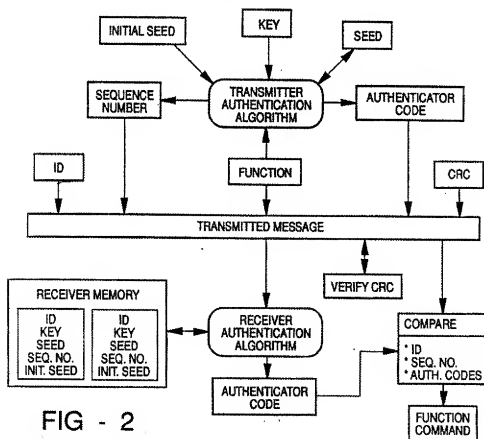 INITIAL SEED
KEY
SEED
SEQUENCE
NUMBER
TRANSMITTER
AUTHENTICATION
ALGORITHM
AUTHENTICATOR
CODE
ID
FUNCTION
CRC
TRANSMITTED MESSAGE
VERIFY CRC
RECEIVER MEMORY
ID
KEY
SEED
SEQ. NO.
INIT. SEED
ID
KEY
SEED
SEQ. NO.
INIT. SEED
RECEIVER
AUTHENTICATION
ALGORITHM
COMPARE
* ID
* SEQ. NO.
* AUTH. CODES
AUTHENTICATOR
CODE
FUNCTION
COMMAND
FIG - 2